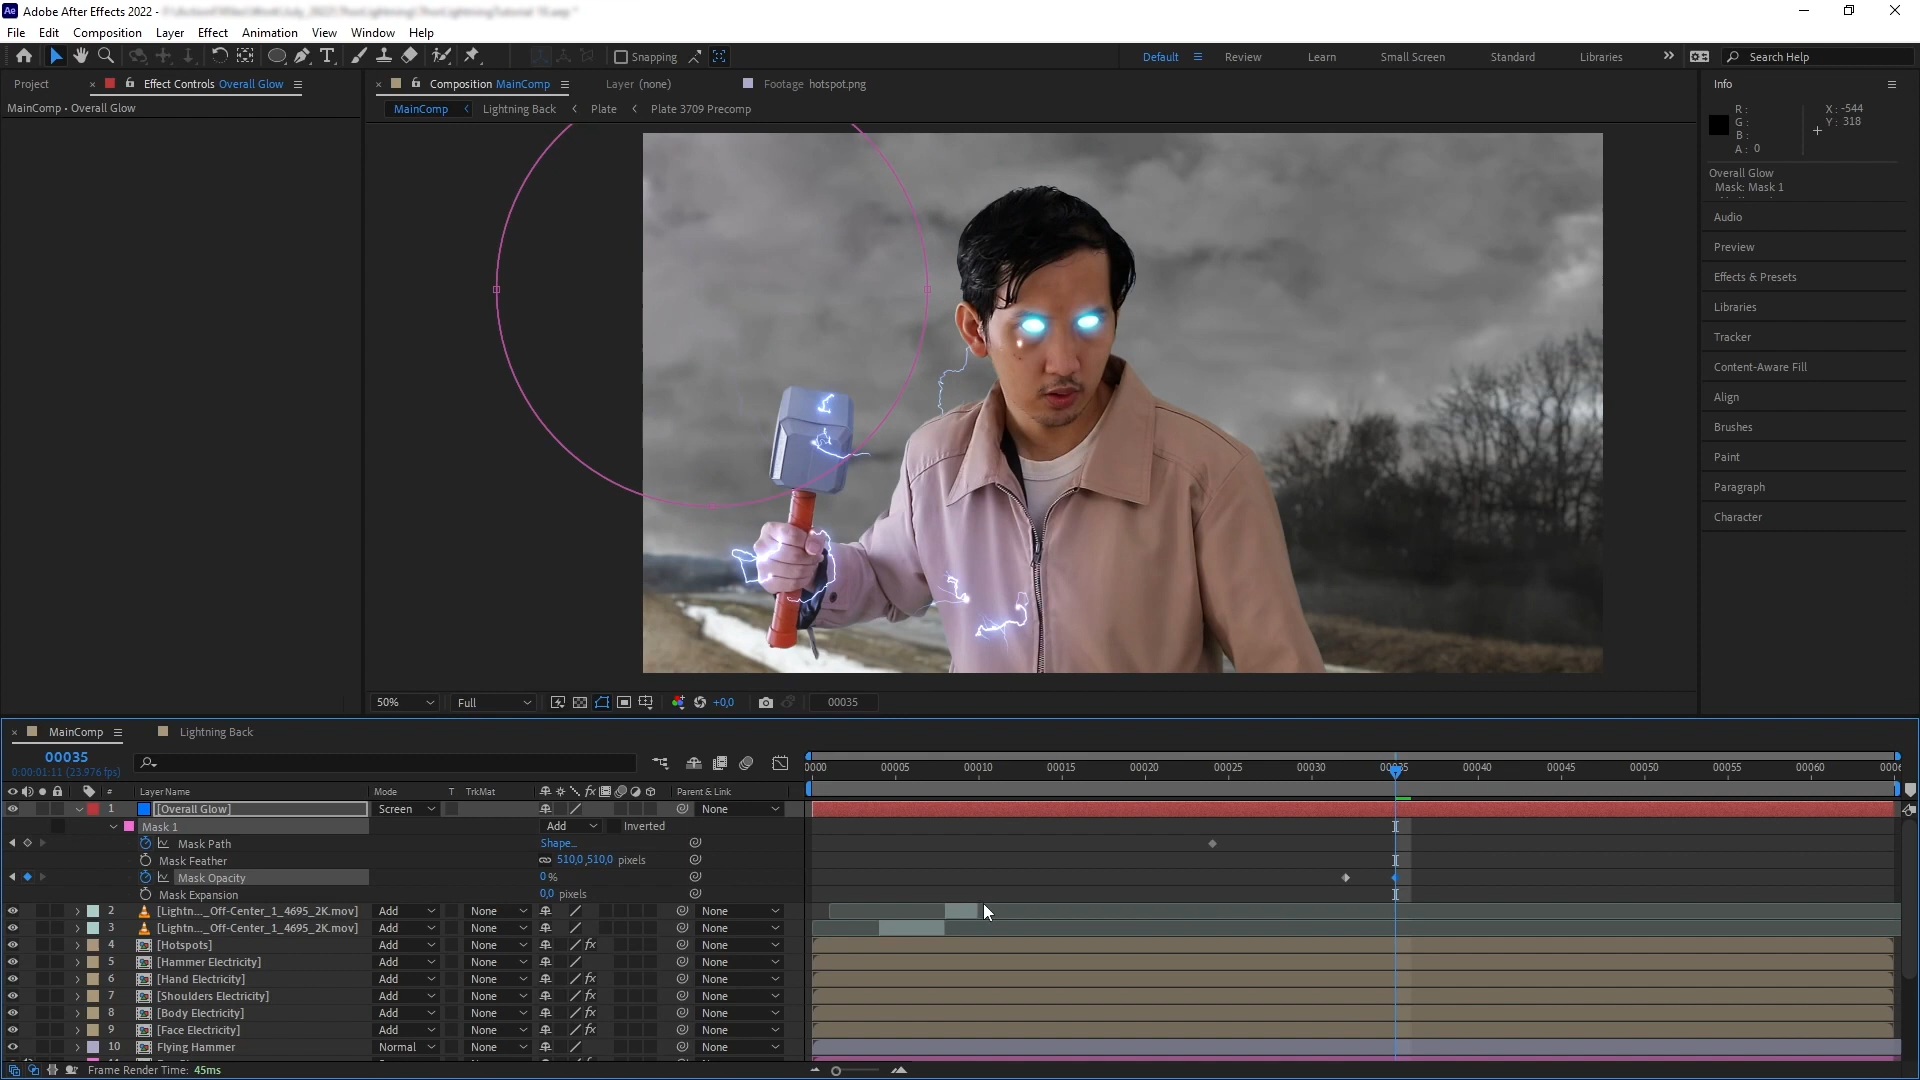 Adobe After Effects 2022 -
File Edit Composition Layer Effect Animation View Window Help
Snapping
Default Review Learn Small Screen Standard Libraries Search Help
Project Effect Controls Overall Glow Composition MainComp Layer (none) Footage hotspot.png Info
MainComp • Overall Glow
MainComp Lightning Back Plate Plate 3709 Precomp
R : X : -544
G : Y : 318
B :
A : 0
Overall Glow
Mask: Mask 1
Audio
Preview
Effects & Presets
Libraries
Tracker
Content-Aware Fill
Align
Brushes
Paint
Paragraph
Character
50% Full +0,0 00035
MainComp Lightning Back
00035
0:00:01:11 (23.976 fps)
0000 00005 00010 00015 00020 00025 00030 00035 00040 00045 00050 00055 00060
# Layer Name Mode T TrkMat fx Parent & Link
1 [Overall Glow] Screen None
Mask 1 Add Inverted
Mask Path Shape...
Mask Feather 510,0,510,0 pixels
Mask Opacity 0 %
Mask Expansion 0,0 pixels
2 [Lightn..._Off-Center_1_4695_2K.mov] Add None None
3 [Lightn..._Off-Center_1_4695_2K.mov] Add None None
4 [Hotspots] Add None fx None
5 [Hammer Electricity] Add None None
6 [Hand Electricity] Add None fx None
7 [Shoulders Electricity] Add None fx None
8 [Body Electricity] Add None fx None
9 [Face Electricity] Add None fx None
10 Flying Hammer Normal None None
Frame Render Time: 45ms